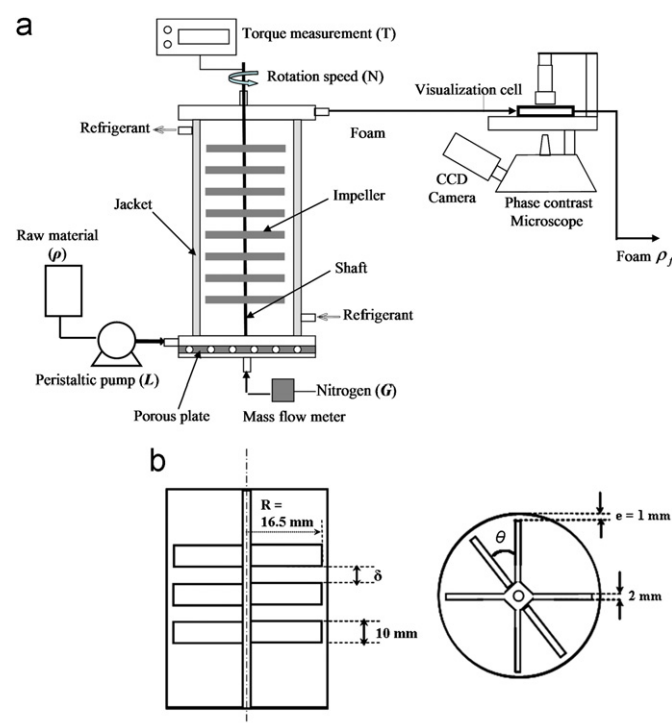 a
Torque measurement (T)
Rotation speed (N)
Visualization cell
Refrigerant
Foam
CCD
Camera
Phase contrast
Microscope
Impeller
Jacket
Raw material
(ρ)
Shaft
Foam ρf
Refrigerant
Peristaltic pump (L)
Nitrogen (G)
Porous plate
Mass flow meter
b
R =
16.5 mm
δ
10 mm
θ
e = 1 mm
2 mm